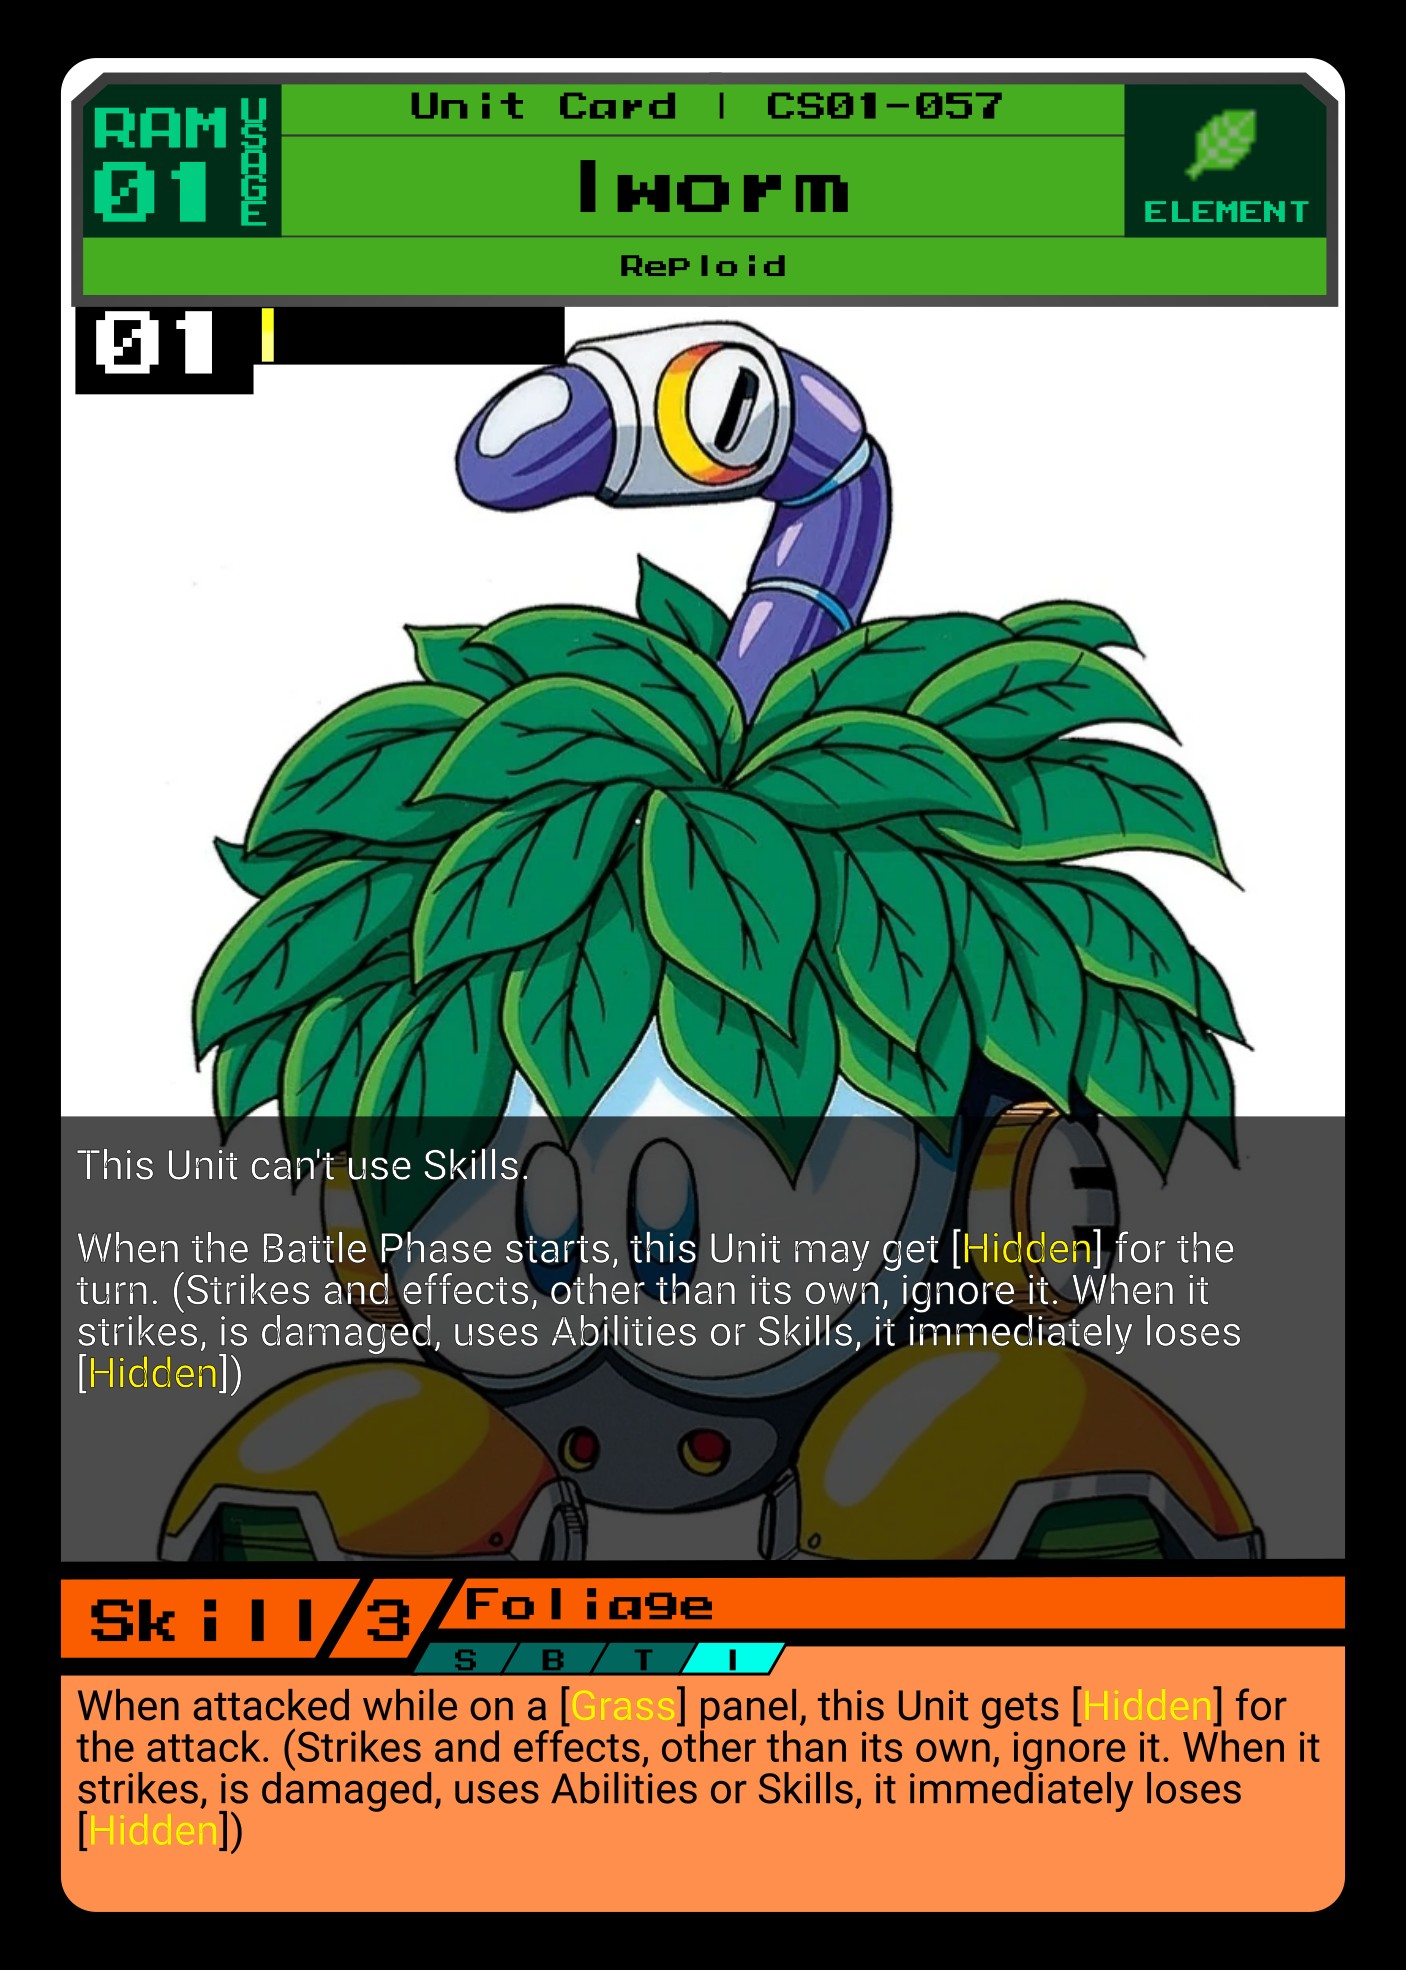 RAM
01
USAGE
Unit Card | CS01-057
Iworm
Reploid
ELEMENT
01
This Unit can't use Skills.
When the Battle Phase starts, this Unit may get [Hidden] for the
turn. (Strikes and effects, other than its own, ignore it. When it
strikes, is damaged, uses Abilities or Skills, it immediately loses
[Hidden])
Skill/3
Foliage
S / B / T / I
When attacked while on a [Grass] panel, this Unit gets [Hidden] for
the attack. (Strikes and effects, other than its own, ignore it. When it
strikes, is damaged, uses Abilities or Skills, it immediately loses
[Hidden])